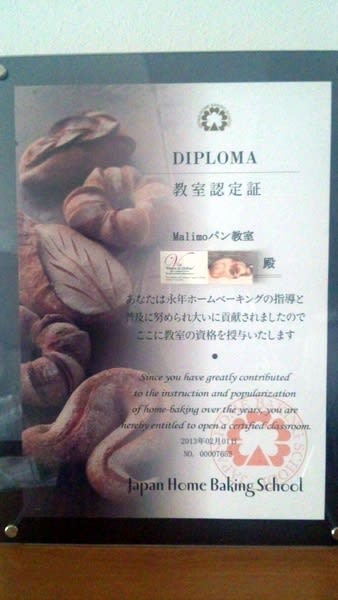 DIPLOMA
教室認定証
Malimoパン教室
殿
あなたは永年ホームベーキングの指導と
普及に努められ大いに貢献されましたので
ここに教室の資格を授与いたします
Since you have greatly contributed
to the instruction and popularization
of home-baking over the years, you are
hereby entitled to open a certified classroom.
2013年02月01日
NO. 00007685
Japan Home Baking School